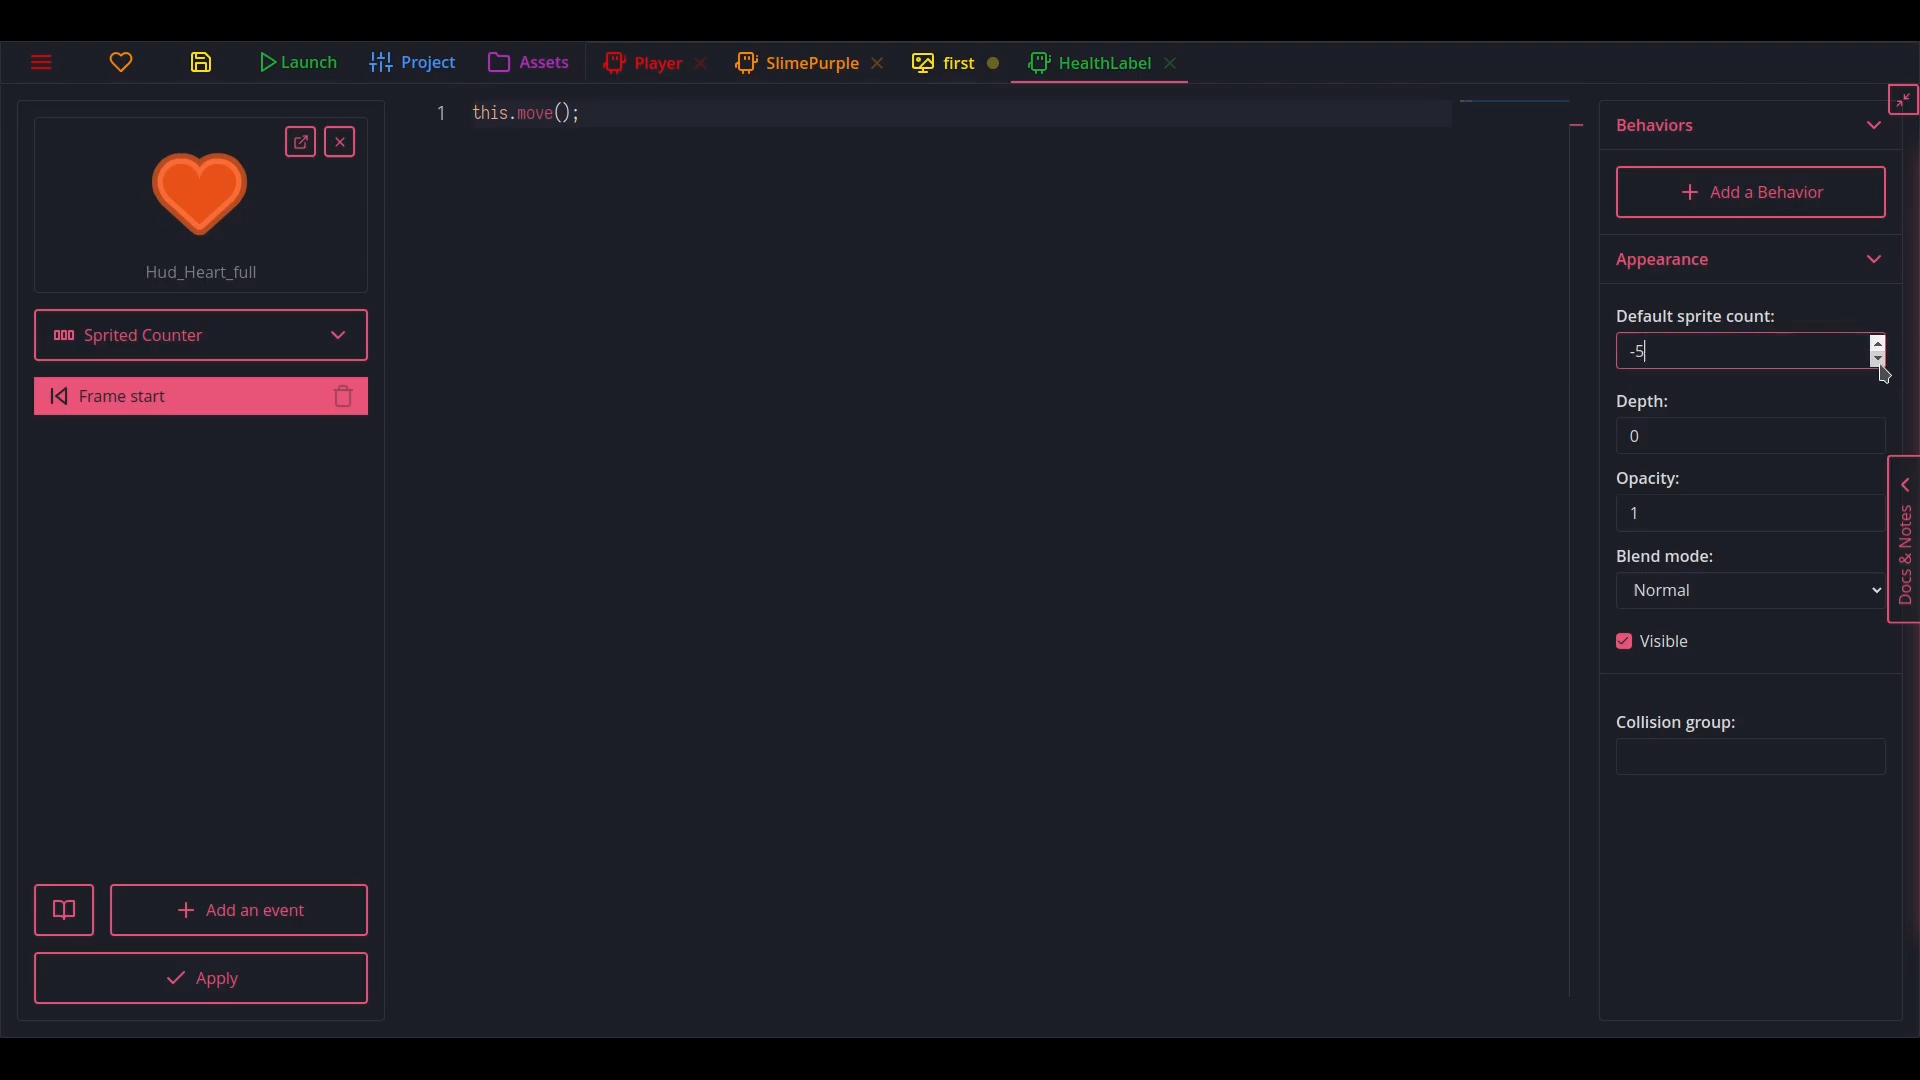 Launch Project Assets Player SlimePurple first HealthLabel
Hud_Heart_full
Sprited Counter
Frame start
Add an event
Apply
1 this.move();
Behaviors
Add a Behavior
Appearance
Default sprite count:
-5
Depth:
0
Opacity:
1
Blend mode:
Normal
Visible
Collision group:
Docs & Notes